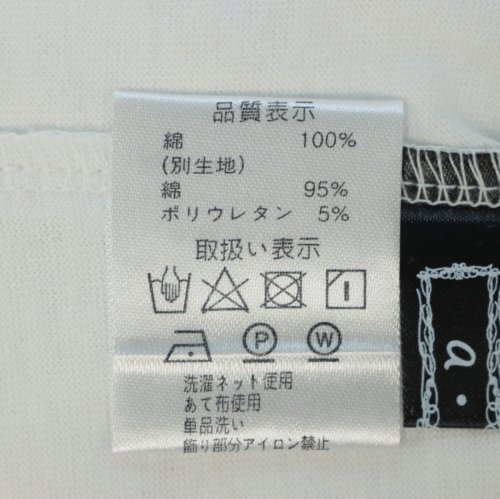 品質表示
綿 100%
(別生地)
綿 95%
ポリウレタン 5%
取扱い表示
P W
洗濯ネット使用
あて布使用
単品洗い
飾り部分アイロン禁止
a.